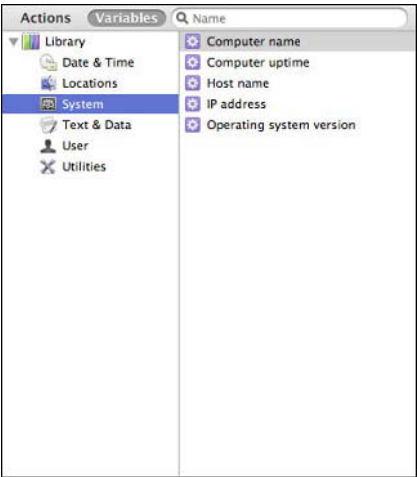 Actions Variables Name
Library
Date & Time
Locations
System
Text & Data
User
Utilities
Computer name
Computer uptime
Host name
IP address
Operating system version